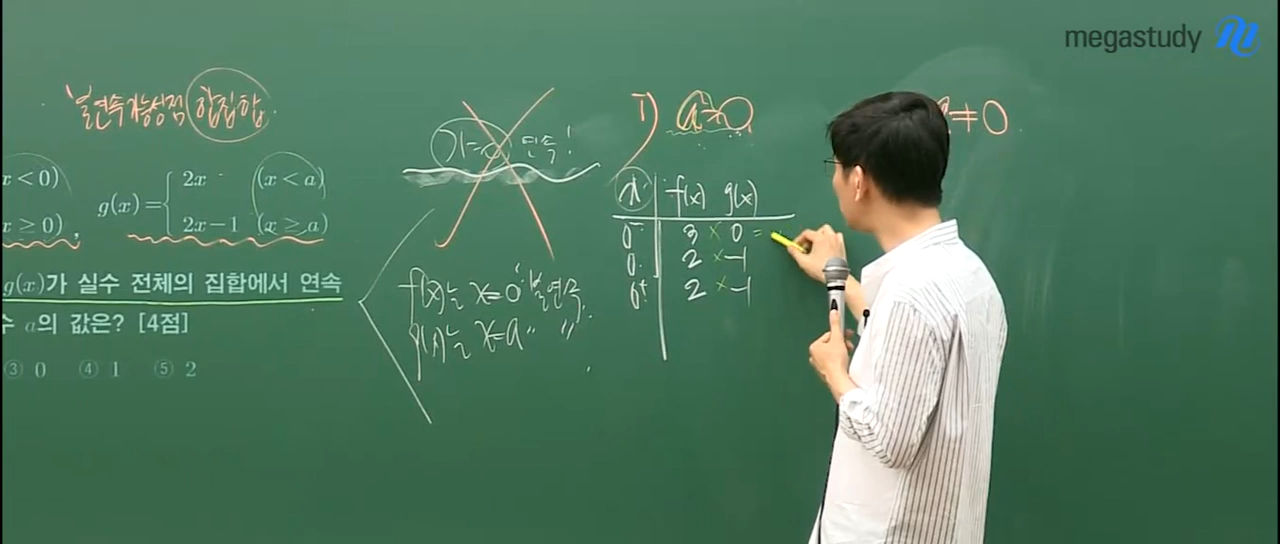 megastudy
불연속가능성점 합집합.
x < 0)
x ≥ 0) ,
g(x) = { 2x (x < a)
2x−1 (x ≥ a)
g(x)가 실수 전체의 집합에서 연속
수 a의 값은? [4점]
③ 0 ④ 1 ⑤ 2
x=0 연속!
f(x)는 x=0 불연속.
g(x)는 x=a 〃 〃
1) a=0
x f(x) g(x)
0⁻ 3 × 0 =
0. 2 × −1
0⁺ 2 × −1
≠ 0.